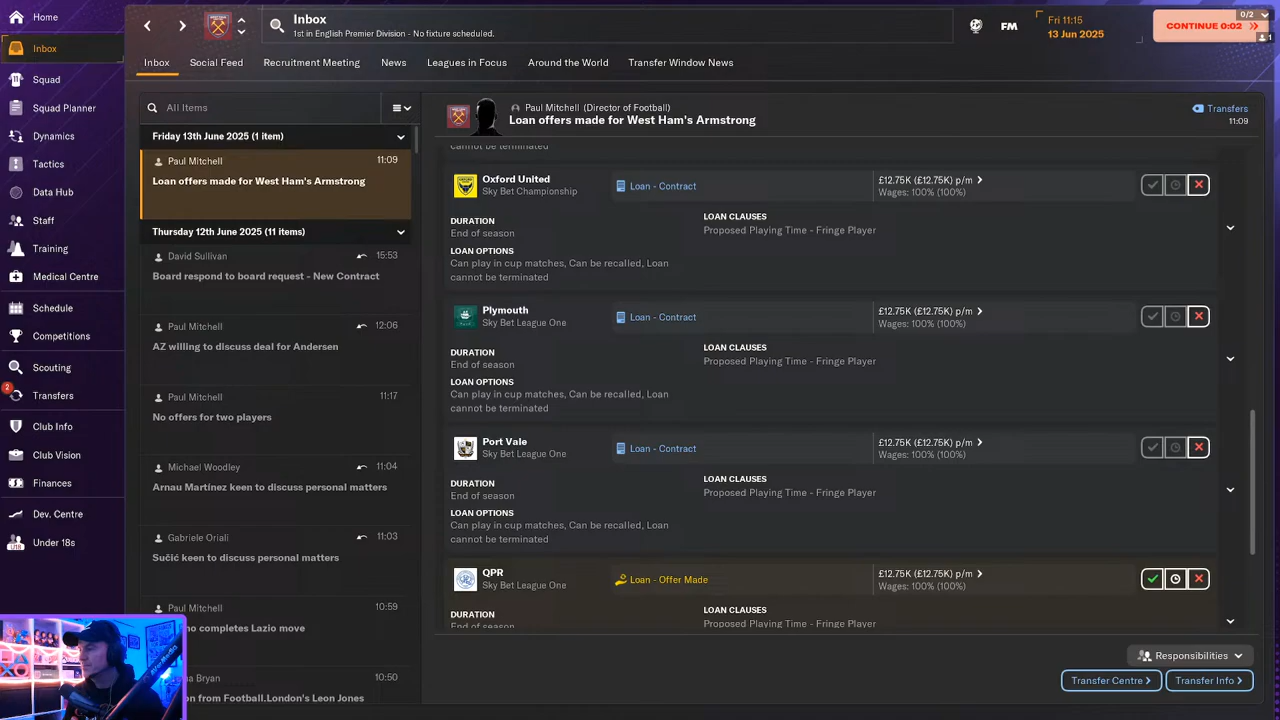 Home
Inbox
Squad
Squad Planner
Dynamics
Tactics
Data Hub
Staff
Training
Medical Centre
Schedule
Competitions
Scouting
2
Transfers
Club Info
Club Vision
Finances
Dev. Centre
Under 18s
Inbox
1st in English Premier Division - No fixture scheduled.
FM
Fri 11:15
13 Jun 2025
0/2
CONTINUE 0:02
1
Inbox
Social Feed
Recruitment Meeting
News
Leagues in Focus
Around the World
Transfer Window News
All Items
Friday 13th June 2025 (1 item)
Paul Mitchell
11:09
Loan offers made for West Ham's Armstrong
Thursday 12th June 2025 (11 items)
David Sullivan
15:53
Board respond to board request - New Contract
Paul Mitchell
12:06
AZ willing to discuss deal for Andersen
Paul Mitchell
11:17
No offers for two players
Michael Woodley
11:04
Arnau Martínez keen to discuss personal matters
Gabriele Oriali
11:03
Sučić keen to discuss personal matters
Paul Mitchell
10:59
completes Lazio move
Bryan
10:50
from Football.London's Leon Jones
Paul Mitchell (Director of Football)
Loan offers made for West Ham's Armstrong
Transfers
11:09
cannot be terminated
Oxford United
Sky Bet Championship
Loan - Contract
£12.75K (£12.75K) p/m
Wages: 100% (100%)
DURATION
End of season
LOAN CLAUSES
Proposed Playing Time - Fringe Player
LOAN OPTIONS
Can play in cup matches, Can be recalled, Loan
cannot be terminated
Plymouth
Sky Bet League One
Loan - Contract
£12.75K (£12.75K) p/m
Wages: 100% (100%)
DURATION
End of season
LOAN CLAUSES
Proposed Playing Time - Fringe Player
LOAN OPTIONS
Can play in cup matches, Can be recalled, Loan
cannot be terminated
Port Vale
Sky Bet League One
Loan - Contract
£12.75K (£12.75K) p/m
Wages: 100% (100%)
DURATION
End of season
LOAN CLAUSES
Proposed Playing Time - Fringe Player
LOAN OPTIONS
Can play in cup matches, Can be recalled, Loan
cannot be terminated
QPR
Sky Bet League One
Loan - Offer Made
£12.75K (£12.75K) p/m
Wages: 100% (100%)
DURATION
End of season
LOAN CLAUSES
Proposed Playing Time - Fringe Player
Responsibilities
Transfer Centre
Transfer Info